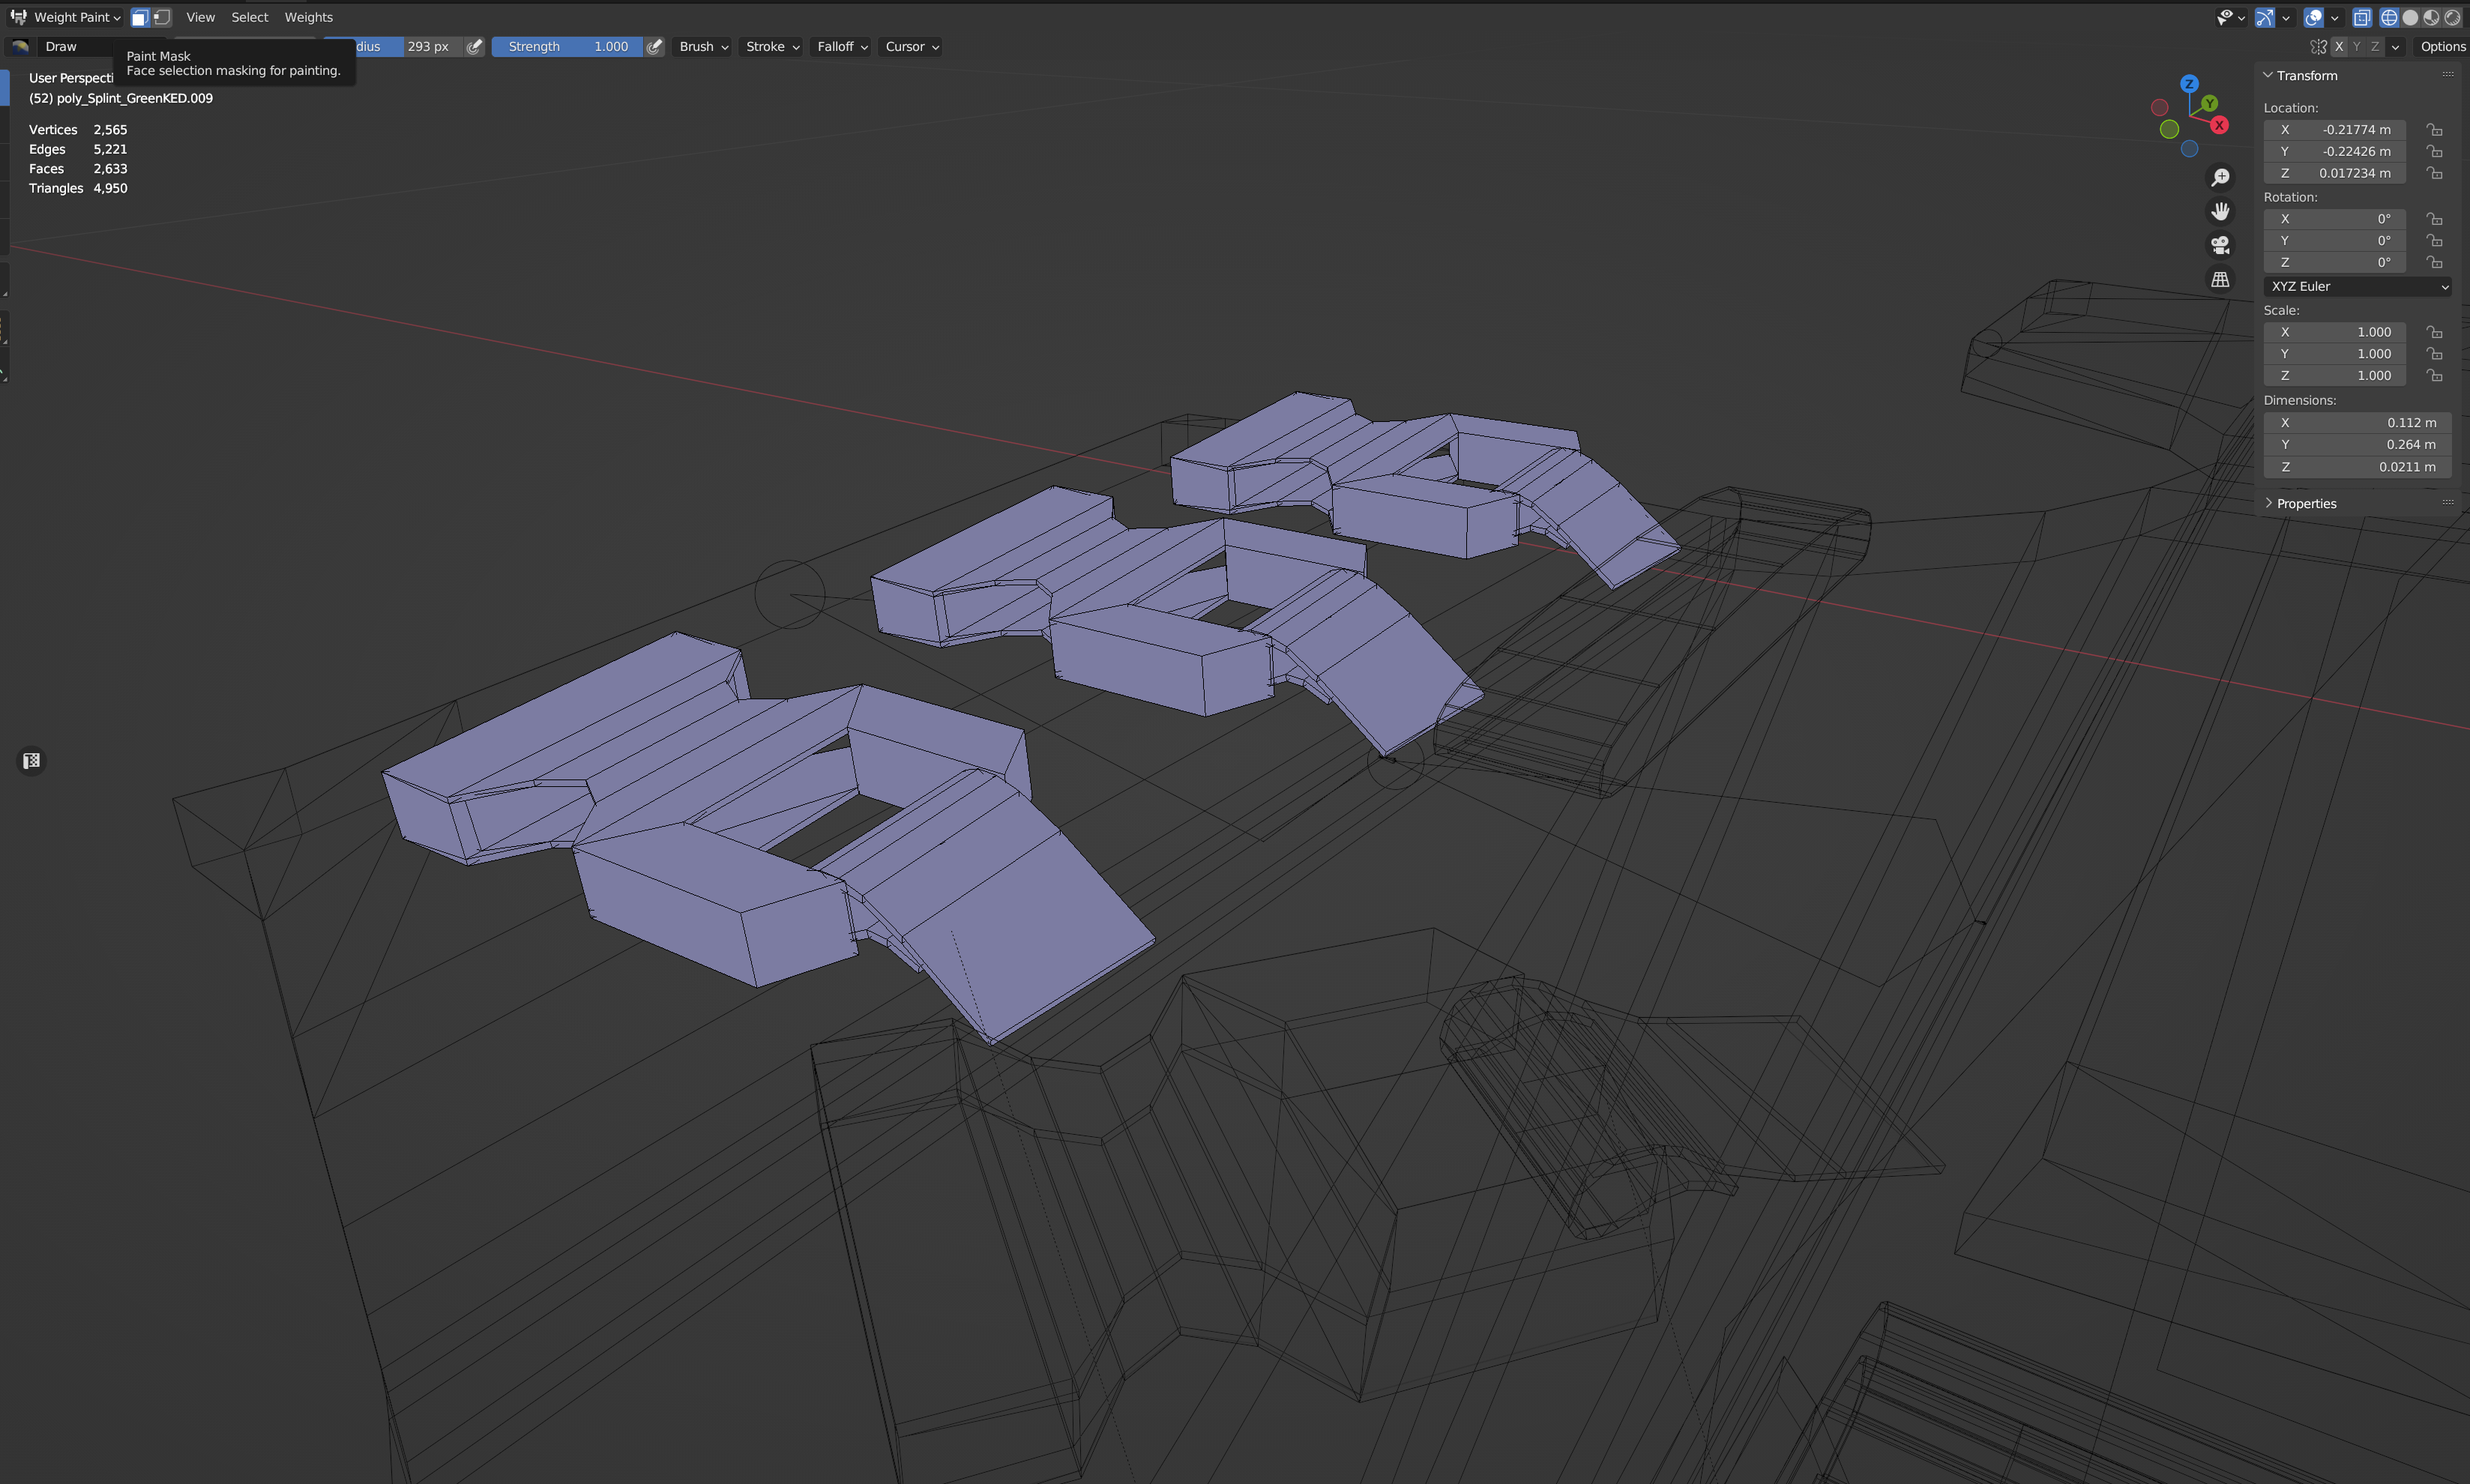 Weight Paint View Select Weights
Draw dius 293 px Strength 1.000 Brush Stroke Falloff Cursor X Y Z Options
Paint Mask
Face selection masking for painting.
User Perspecti
(52) poly_Splint_GreenKED.009
Vertices 2,565
Edges 5,221
Faces 2,633
Triangles 4,950
Z
Y
X
Transform
Location:
X -0.21774 m
Y -0.22426 m
Z 0.017234 m
Rotation:
X 0°
Y 0°
Z 0°
XYZ Euler
Scale:
X 1.000
Y 1.000
Z 1.000
Dimensions:
X 0.112 m
Y 0.264 m
Z 0.0211 m
Properties